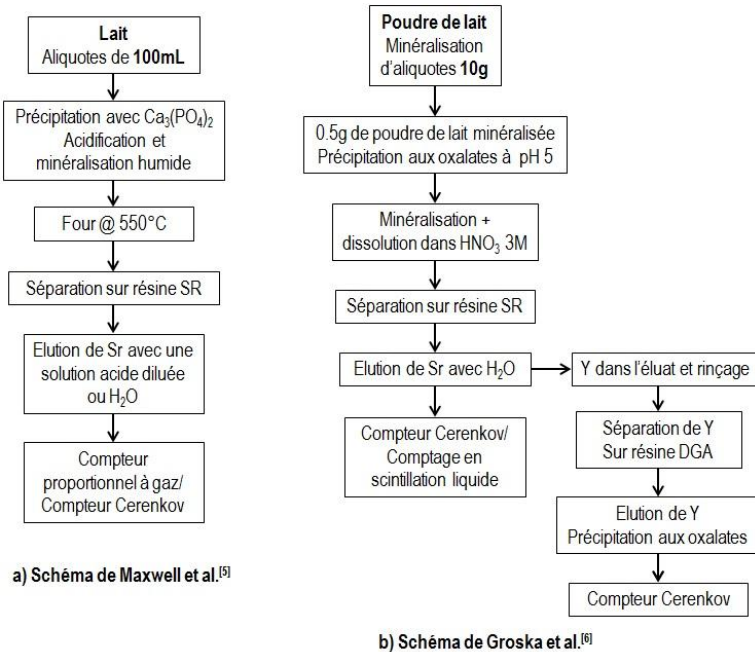 Lait
Aliquotes de 100mL
Précipitation avec Ca₃(PO₄)₂
Acidification et
minéralisation humide
Four @ 550°C
Séparation sur résine SR
Elution de Sr avec une
solution acide diluée
ou H₂O
Compteur
proportionnel à gaz/
Compteur Cerenkov
a) Schéma de Maxwell et al.[5]
Poudre de lait
Minéralisation
d'aliquotes 10g
0.5g de poudre de lait minéralisée
Précipitation aux oxalates à pH 5
Minéralisation +
dissolution dans HNO₃ 3M
Séparation sur résine SR
Elution de Sr avec H₂O
Compteur Cerenkov/
Comptage en
scintillation liquide
Y dans l'éluat et rinçage
Séparation de Y
Sur résine DGA
Elution de Y
Précipitation aux oxalates
Compteur Cerenkov
b) Schéma de Groska et al.[6]